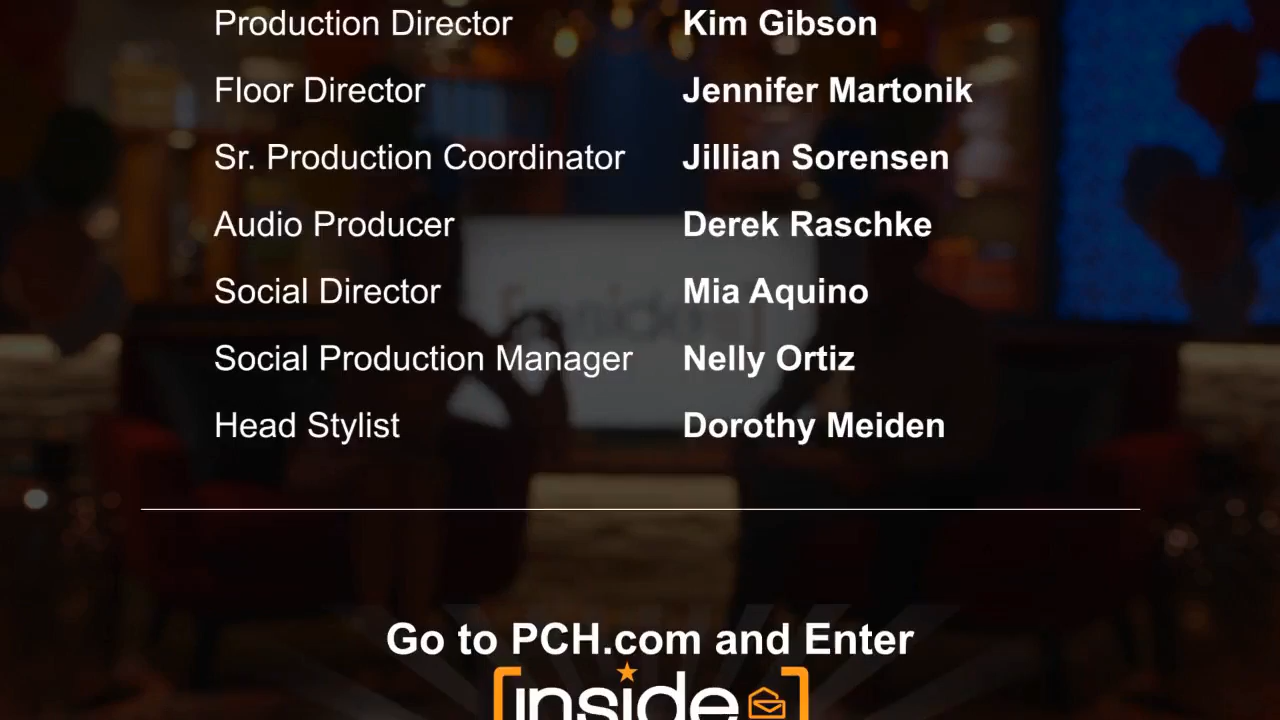 Production Director Kim Gibson
Floor Director Jennifer Martonik
Sr. Production Coordinator Jillian Sorensen
Audio Producer Derek Raschke
Social Director Mia Aquino
Social Production Manager Nelly Ortiz
Head Stylist Dorothy Meiden
Go to PCH.com and Enter
inside